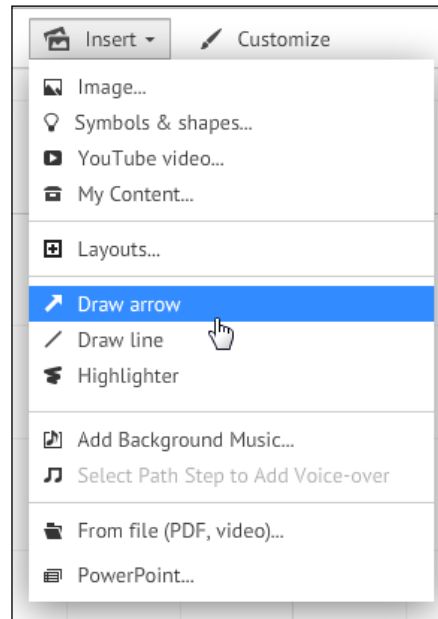 Insert Customize
Image...
Symbols & shapes...
YouTube video...
My Content...
Layouts...
Draw arrow
Draw line
Highlighter
Add Background Music...
Select Path Step to Add Voice-over
From file (PDF, video)...
PowerPoint...